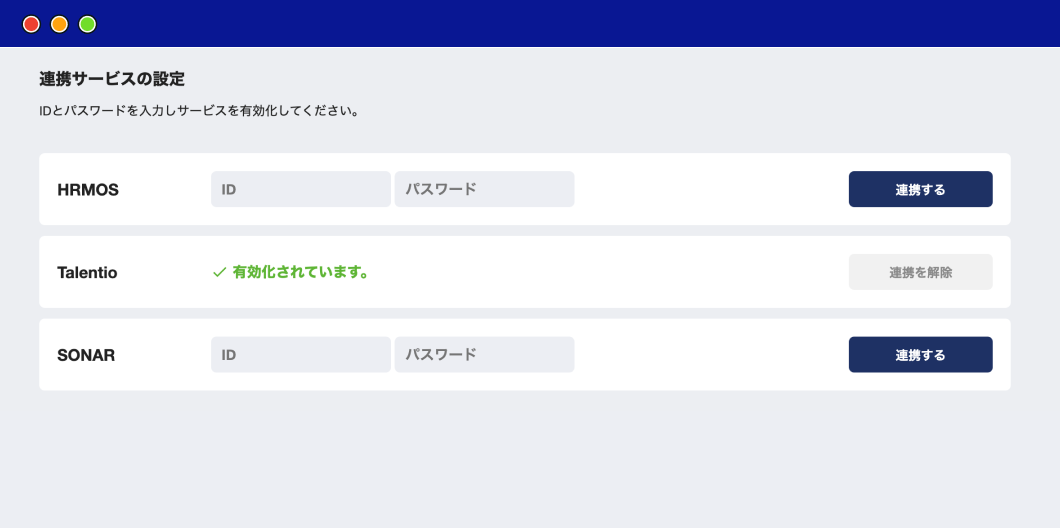 連携サービスの設定
IDとパスワードを入力しサービスを有効化してください。
HRMOS ID パスワード 連携する
Talentio 有効化されています。 連携を解除
SONAR ID パスワード 連携する